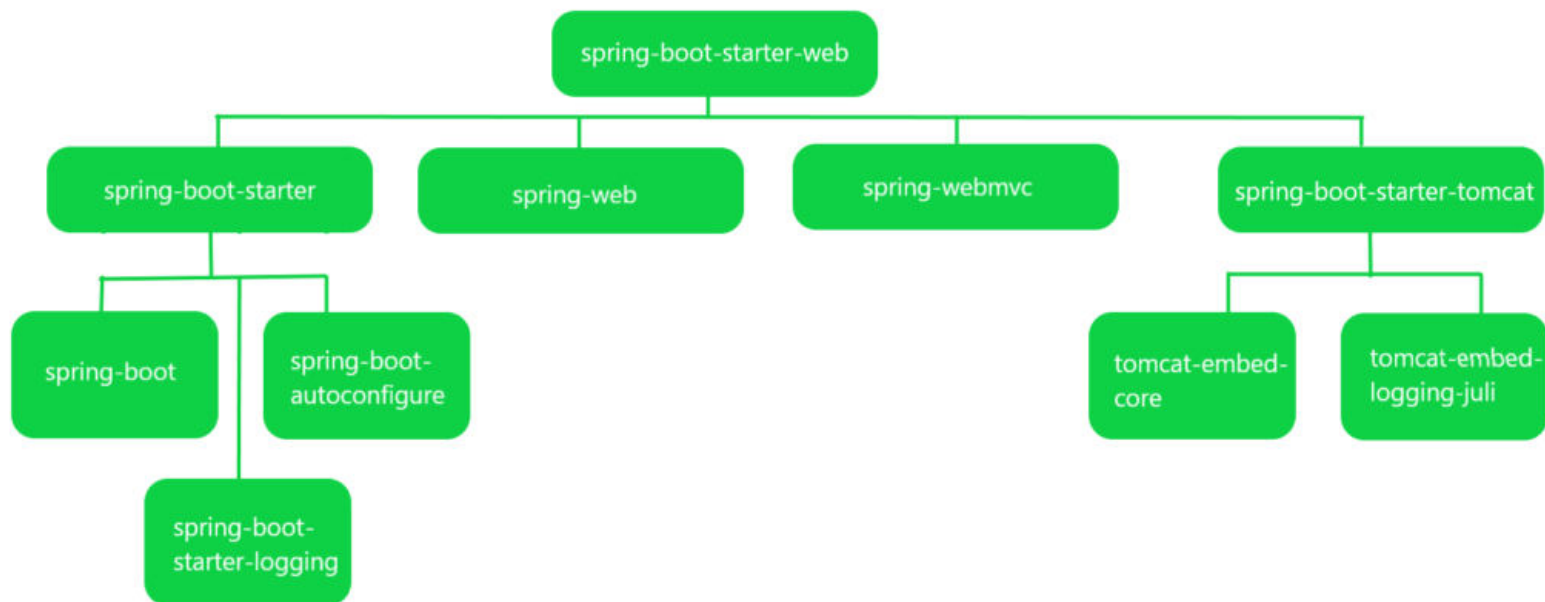 spring-boot-starter-web
spring-boot-starter
spring-web
spring-webmvc
spring-boot-starter-tomcat
spring-boot
spring-boot-
autoconfigure
tomcat-embed-
core
tomcat-embed-
logging-juli
spring-boot-
starter-logging